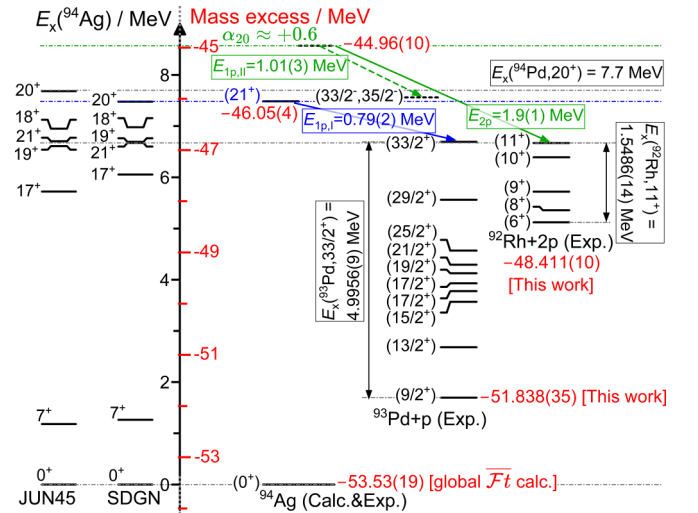 Eₓ(⁹⁴Ag) / MeV
Mass excess / MeV
α₂₀ ≈ +0.6
-45
−44.96(10)
E₁ₚ,II=1.01(3) MeV
Eₓ(⁹⁴Pd,20⁺) = 7.7 MeV
8
20⁺
20⁺
(21⁺)
(33/2⁻,35/2⁻)
−46.05(4)
E₁ₚ,I=0.79(2) MeV
E₂ₚ=1.9(1) MeV
18⁺
18⁺
21⁺
19⁺
19⁺
21⁺
-47
(33/2⁺)
(11⁺)
(10⁺)
17⁺
17⁺
6
(29/2⁺)
(9⁺)
(8⁺)
(6⁺)
Eₓ(⁹²Rh,11⁺) =
1.5486(14) MeV
⁹²Rh+2p (Exp.)
−48.411(10)
[This work]
Eₓ(⁹³Pd,33/2⁺) =
4.9956(9) MeV
(25/2⁺)
(21/2⁺)
(19/2⁺)
(17/2⁺)
(17/2⁺)
(15/2⁺)
-49
4
(13/2⁺)
-51
2
(9/2⁺)
−51.838(35) [This work]
⁹³Pd+p (Exp.)
7⁺
7⁺
-53
0⁺
0⁺
0
(0⁺)
−53.53(19) [global ℱt calc.]
JUN45
SDGN
⁹⁴Ag (Calc.&Exp.)